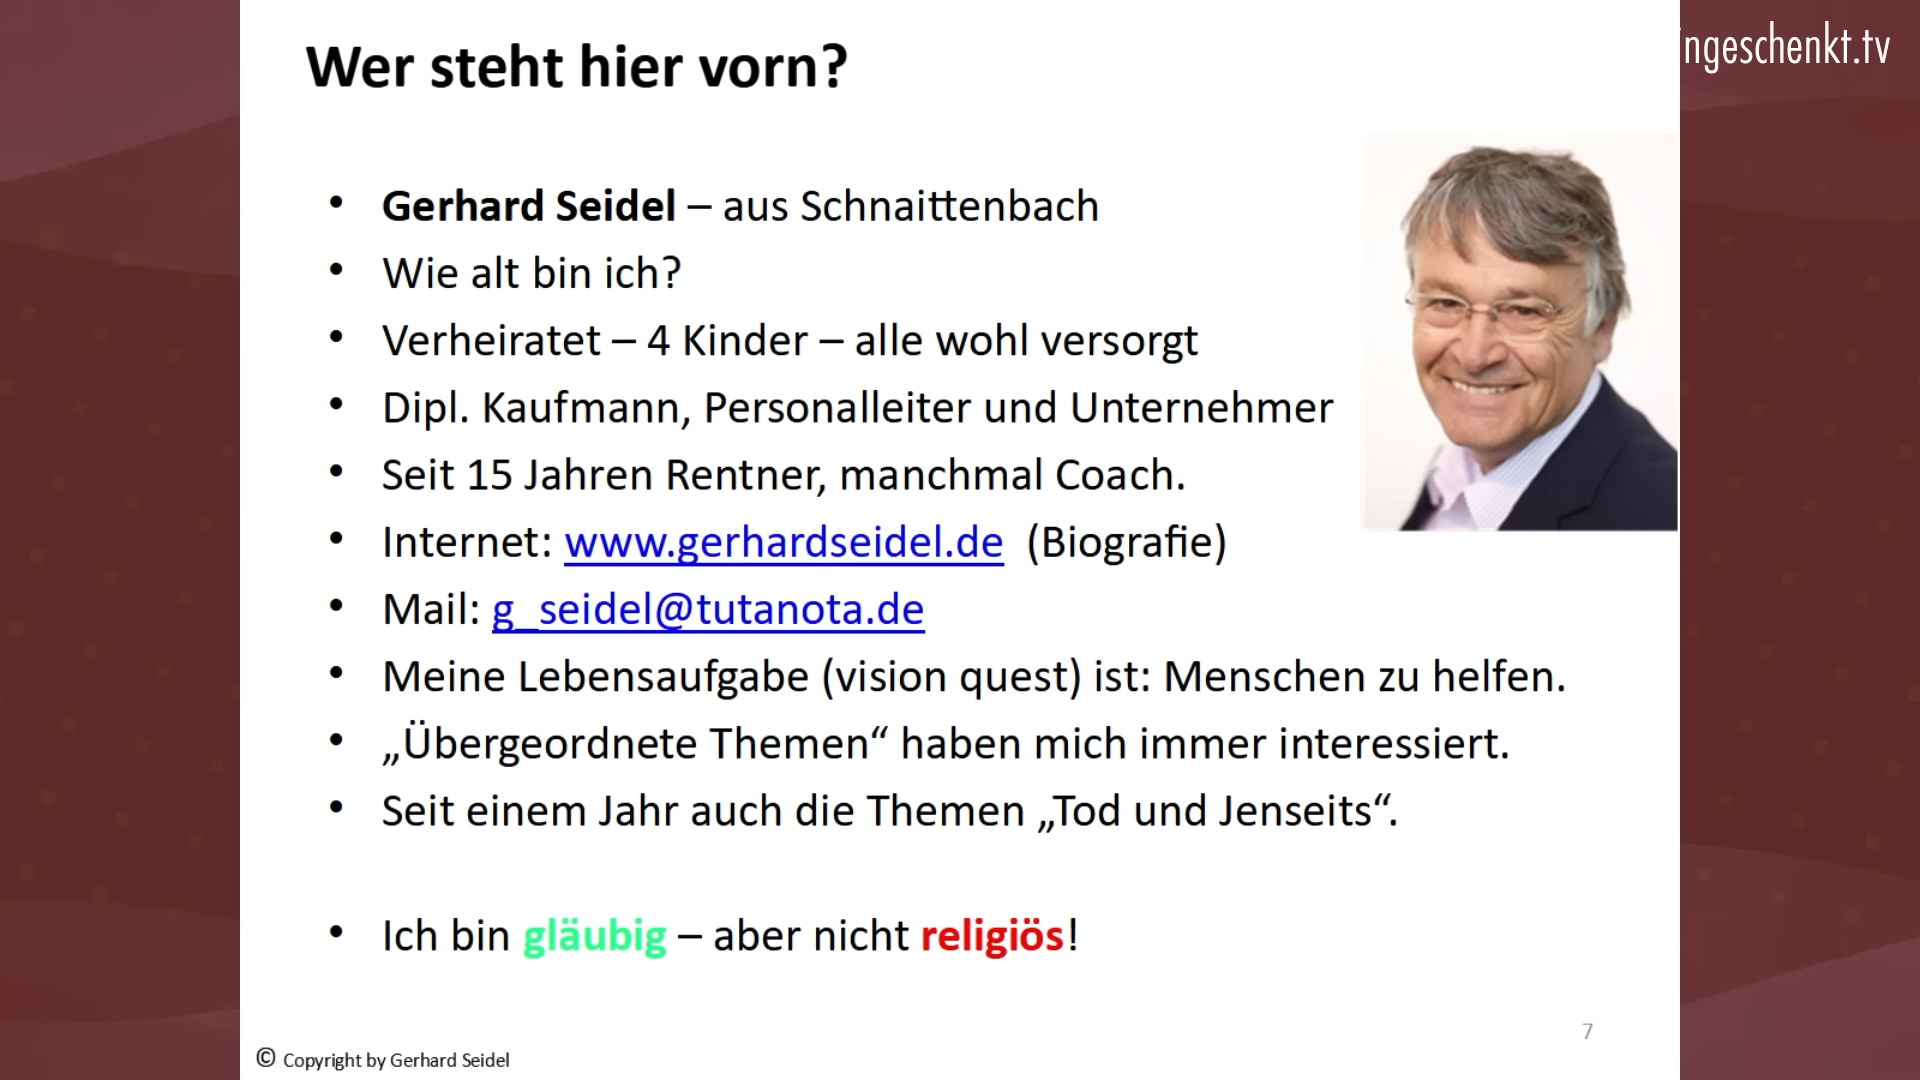 Wer steht hier vorn?
ngeschenkt.tv
• Gerhard Seidel – aus Schnaittenbach
• Wie alt bin ich?
• Verheiratet – 4 Kinder – alle wohl versorgt
• Dipl. Kaufmann, Personalleiter und Unternehmer
• Seit 15 Jahren Rentner, manchmal Coach.
• Internet: www.gerhardseidel.de (Biografie)
• Mail: g_seidel@tutanota.de
• Meine Lebensaufgabe (vision quest) ist: Menschen zu helfen.
• „Übergeordnete Themen“ haben mich immer interessiert.
• Seit einem Jahr auch die Themen „Tod und Jenseits“.
• Ich bin gläubig – aber nicht religiös!
7
© Copyright by Gerhard Seidel